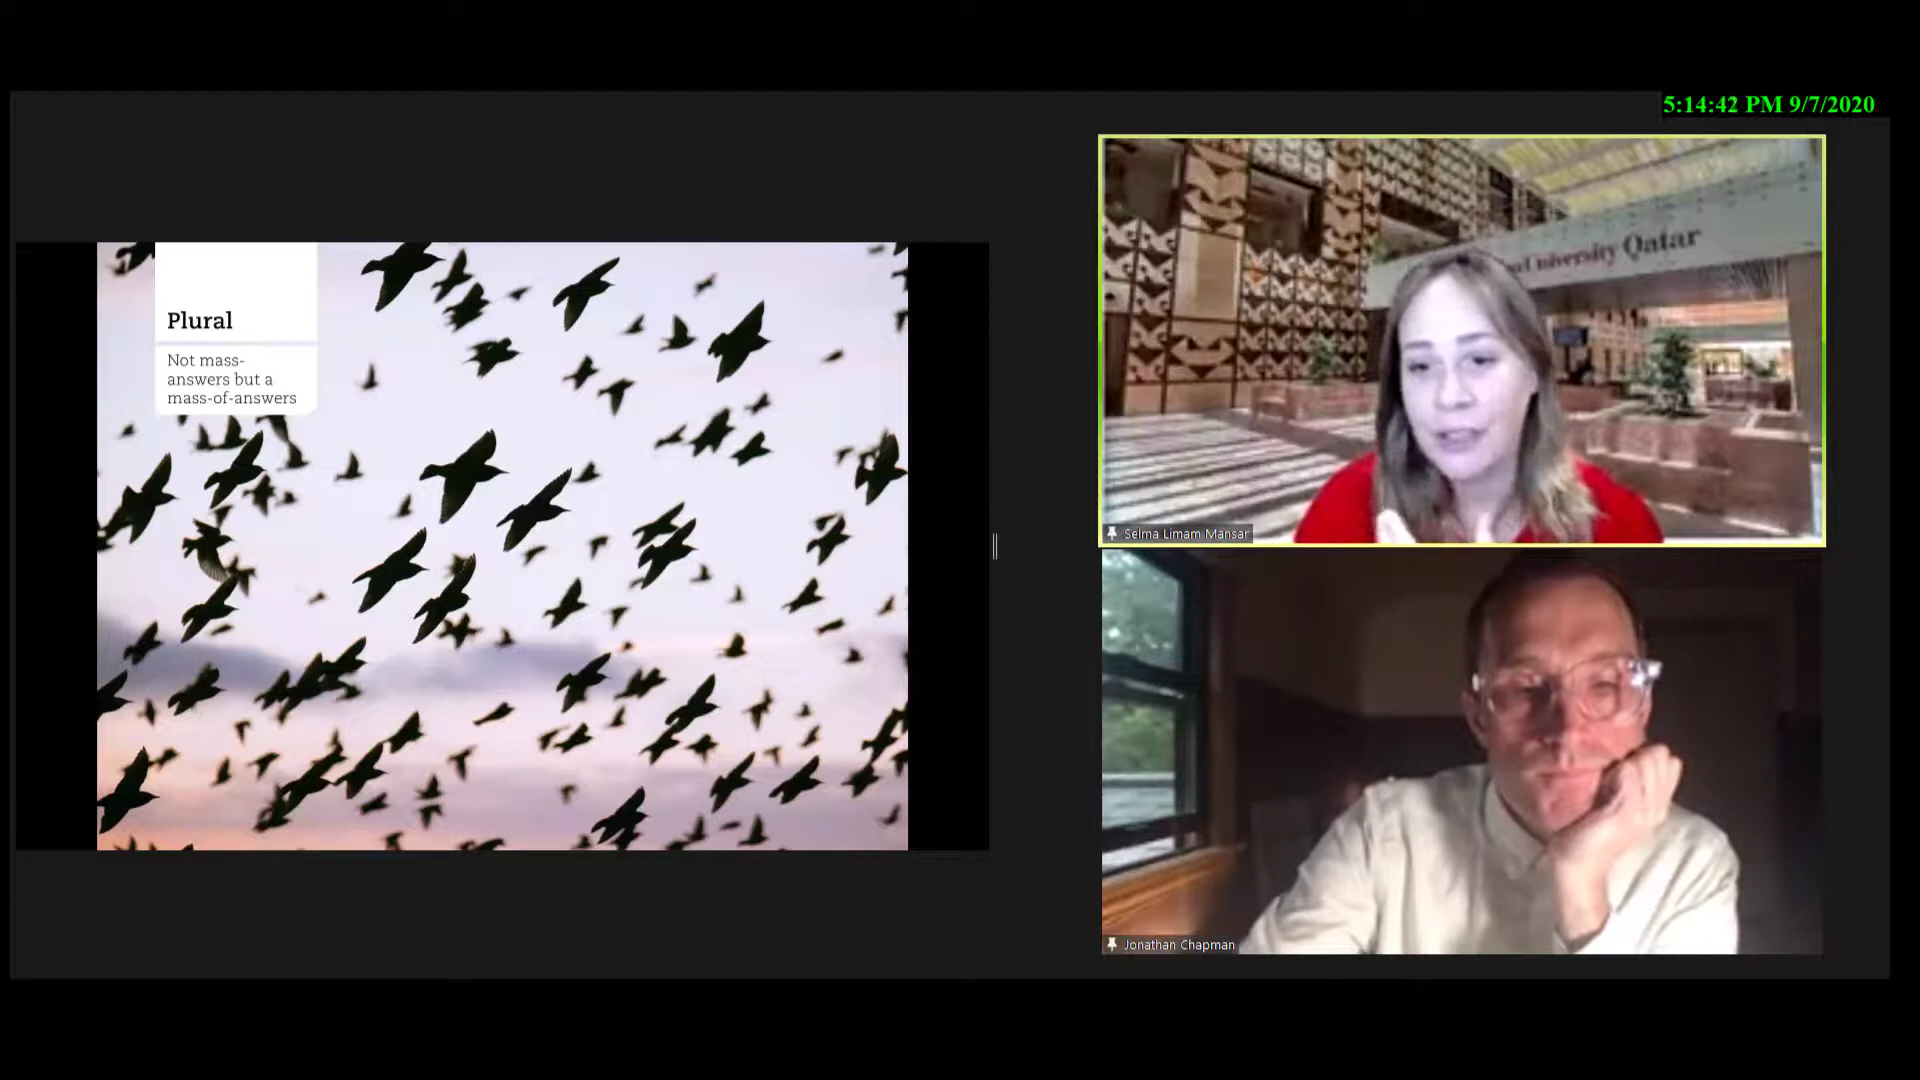 5:14:42 PM 9/7/2020
Plural
Not mass-
answers but a
mass-of-answers
niversity Qatar
Selma Limam Mansar
Jonathan Chapman